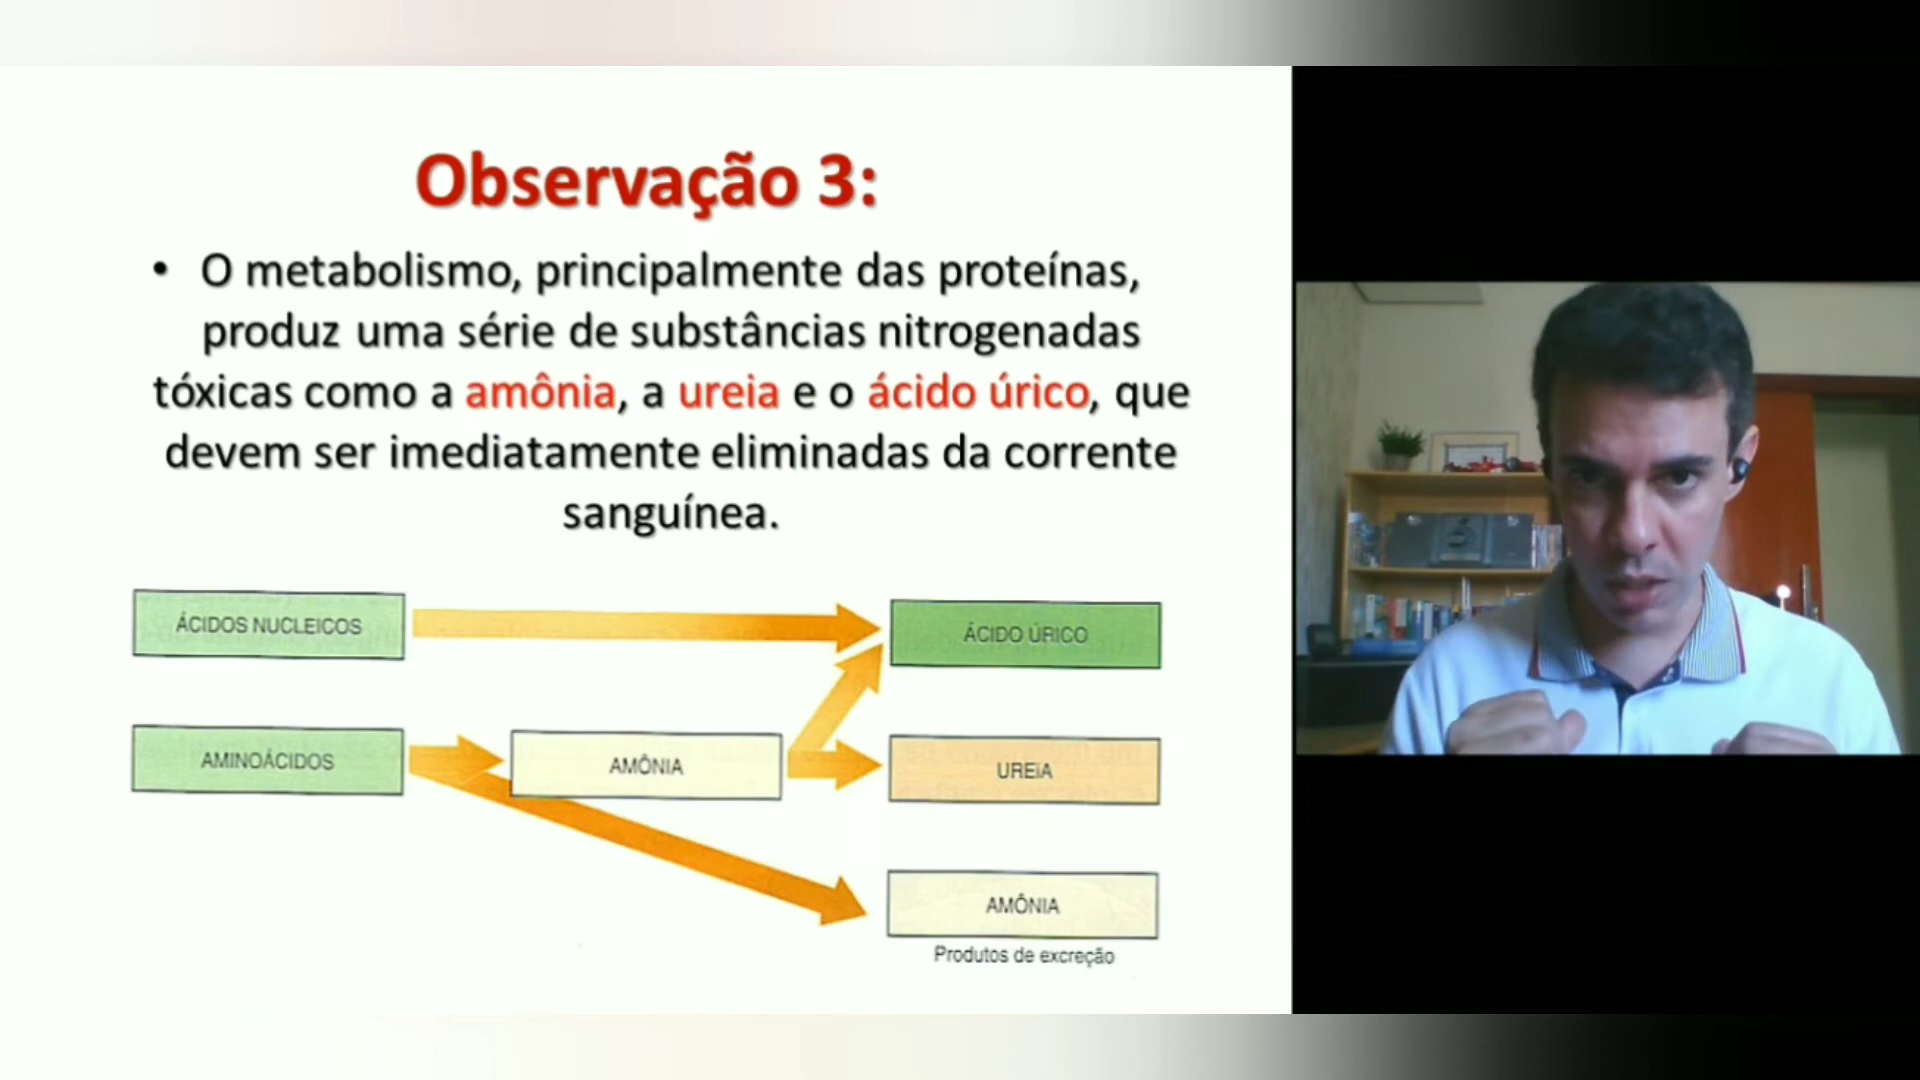 Observação 3:
• O metabolismo, principalmente das proteínas,
produz uma série de substâncias nitrogenadas
tóxicas como a amônia, a ureia e o ácido úrico, que
devem ser imediatamente eliminadas da corrente
sanguínea.
ÁCIDOS NUCLEICOS
ÁCIDO ÚRICO
AMINOÁCIDOS
AMÔNIA
UREiA
AMÔNIA
Produtos de excreção